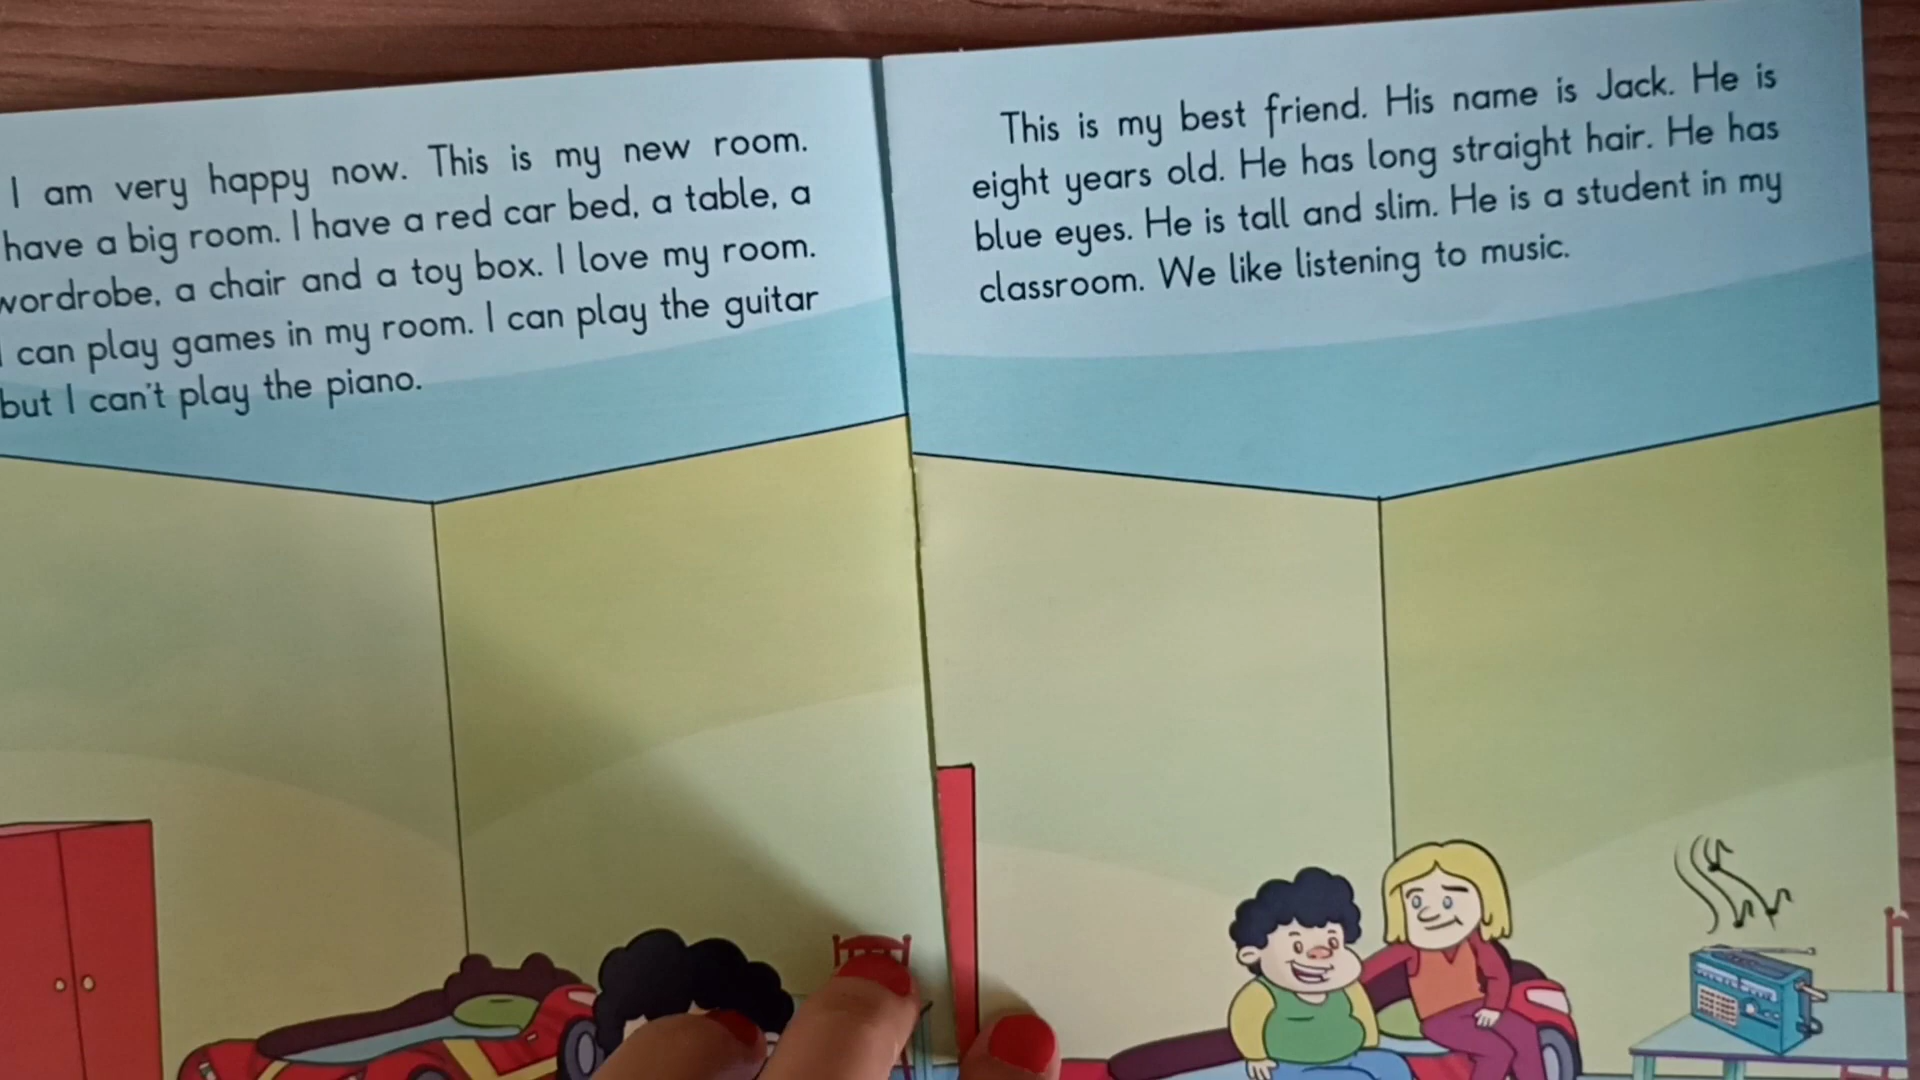 I am very happy now. This is my new room.
have a big room. I have a red car bed, a table, a
wordrobe, a chair and a toy box. I love my room.
I can play games in my room. I can play the guitar
but I can't play the piano.
This is my best friend. His name is Jack. He is
eight years old. He has long straight hair. He has
blue eyes. He is tall and slim. He is a student in my
classroom. We like listening to music.